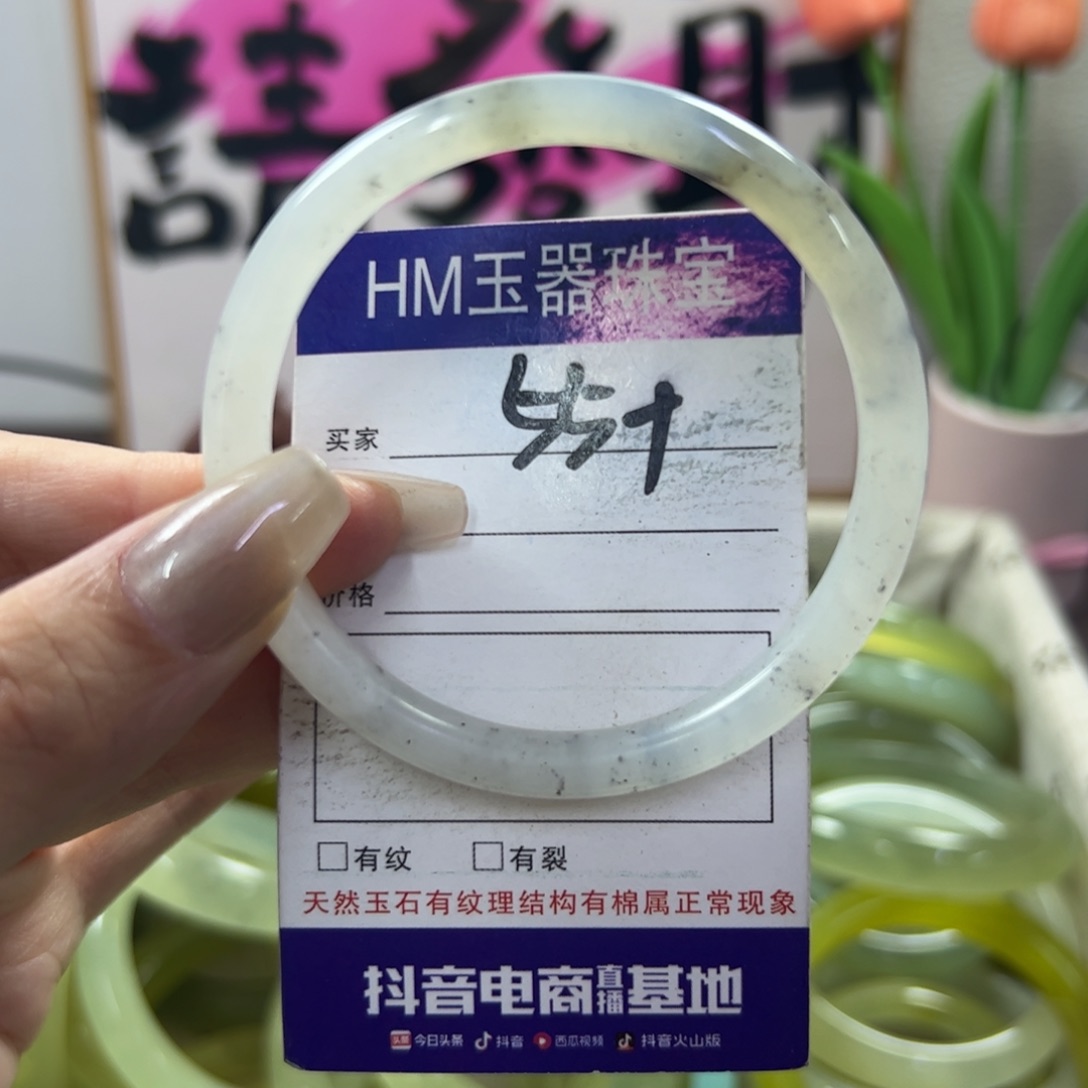 HM玉器珠宝
买家
价格
有纹 有裂
天然玉石有纹理结构有棉属正常现象
抖音电商直播基地
头条 今日头条 抖音 西瓜视频 抖音火山版